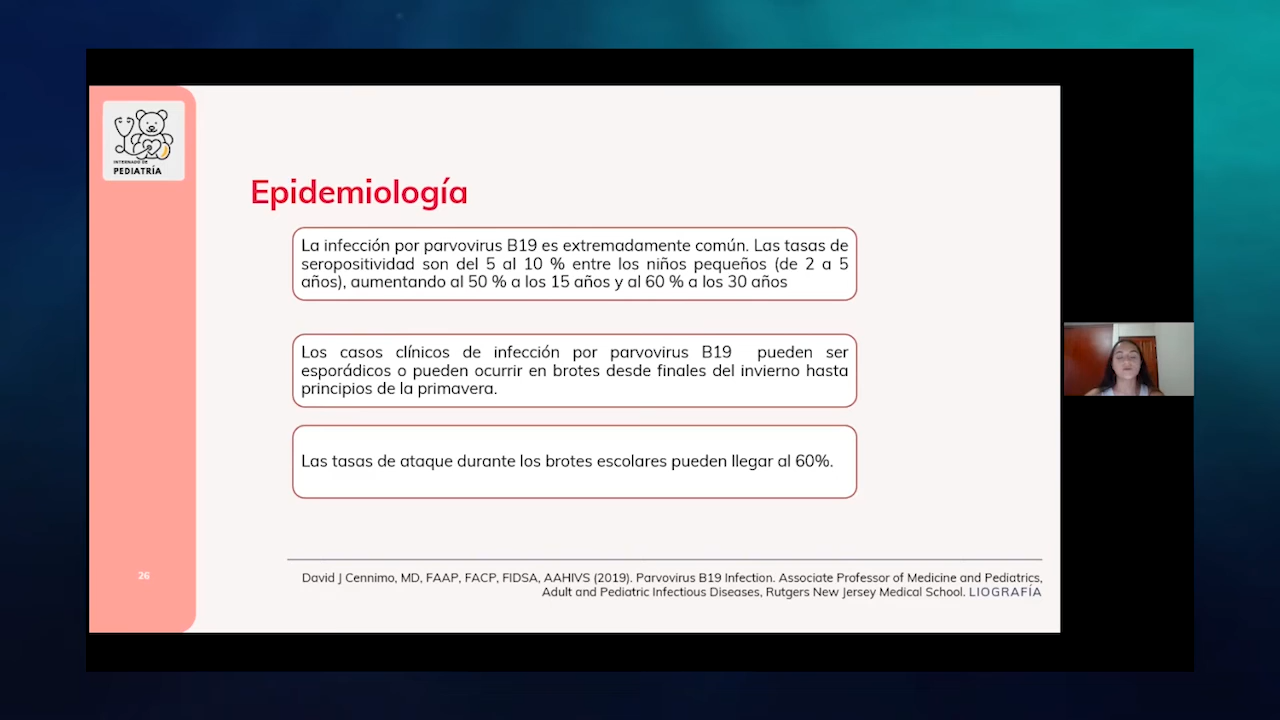 INTERNADO DE
PEDIATRÍA
Epidemiología
La infección por parvovirus B19 es extremadamente común. Las tasas de
seropositividad son del 5 al 10 % entre los niños pequeños (de 2 a 5
años), aumentando al 50 % a los 15 años y al 60 % a los 30 años
Los casos clínicos de infección por parvovirus B19 pueden ser
esporádicos o pueden ocurrir en brotes desde finales del invierno hasta
principios de la primavera.
Las tasas de ataque durante los brotes escolares pueden llegar al 60%.
26
David J Cennimo, MD, FAAP, FACP, FIDSA, AAHIVS (2019). Parvovirus B19 Infection. Associate Professor of Medicine and Pediatrics,
Adult and Pediatric Infectious Diseases, Rutgers New Jersey Medical School. LIOGRAFÍA